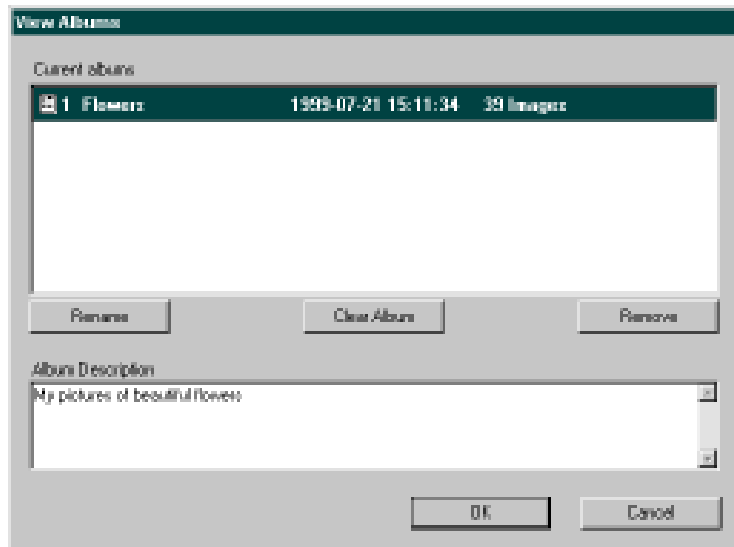 View Albums
Current albums
1 Flowers 1999-07-21 15:11:34 39 Images
Rename Clear Album Remove
Album Description
My pictures of beautiful flowers
OK Cancel